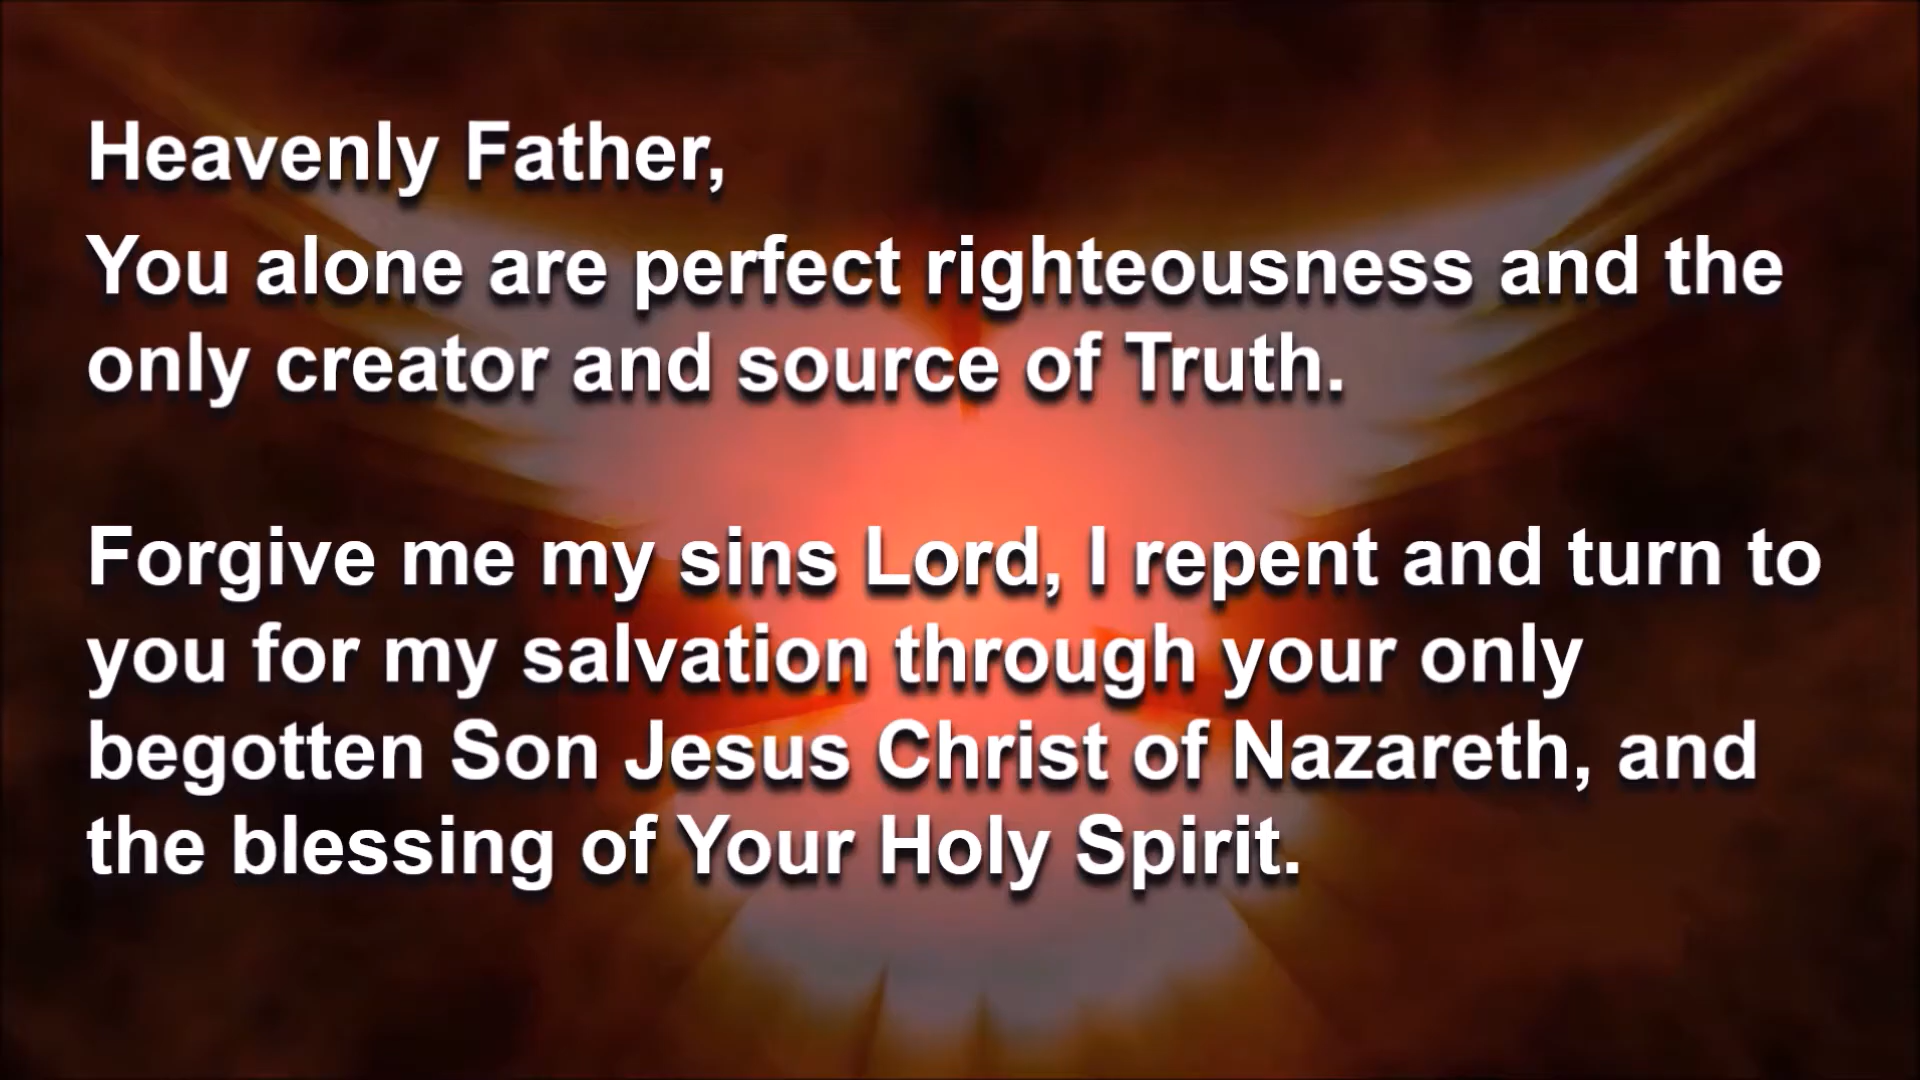 Heavenly Father,
You alone are perfect righteousness and the
only creator and source of Truth.
Forgive me my sins Lord, I repent and turn to
you for my salvation through your only
begotten Son Jesus Christ of Nazareth, and
the blessing of Your Holy Spirit.